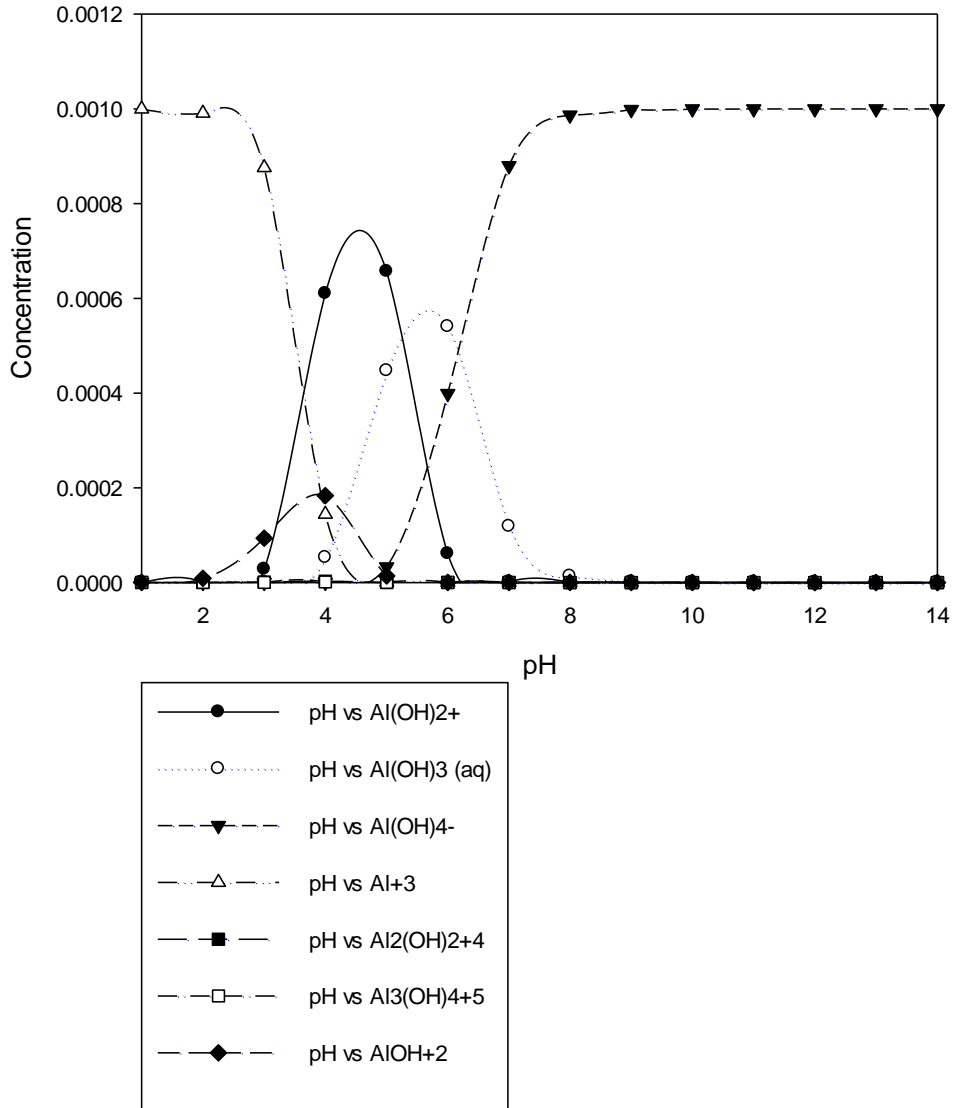 0.0012
0.0010
0.0008
0.0006
0.0004
0.0002
0.0000
Concentration
2 4 6 8 10 12 14
pH
pH vs Al(OH)2+
pH vs Al(OH)3 (aq)
pH vs Al(OH)4-
pH vs Al+3
pH vs Al2(OH)2+4
pH vs Al3(OH)4+5
pH vs AlOH+2